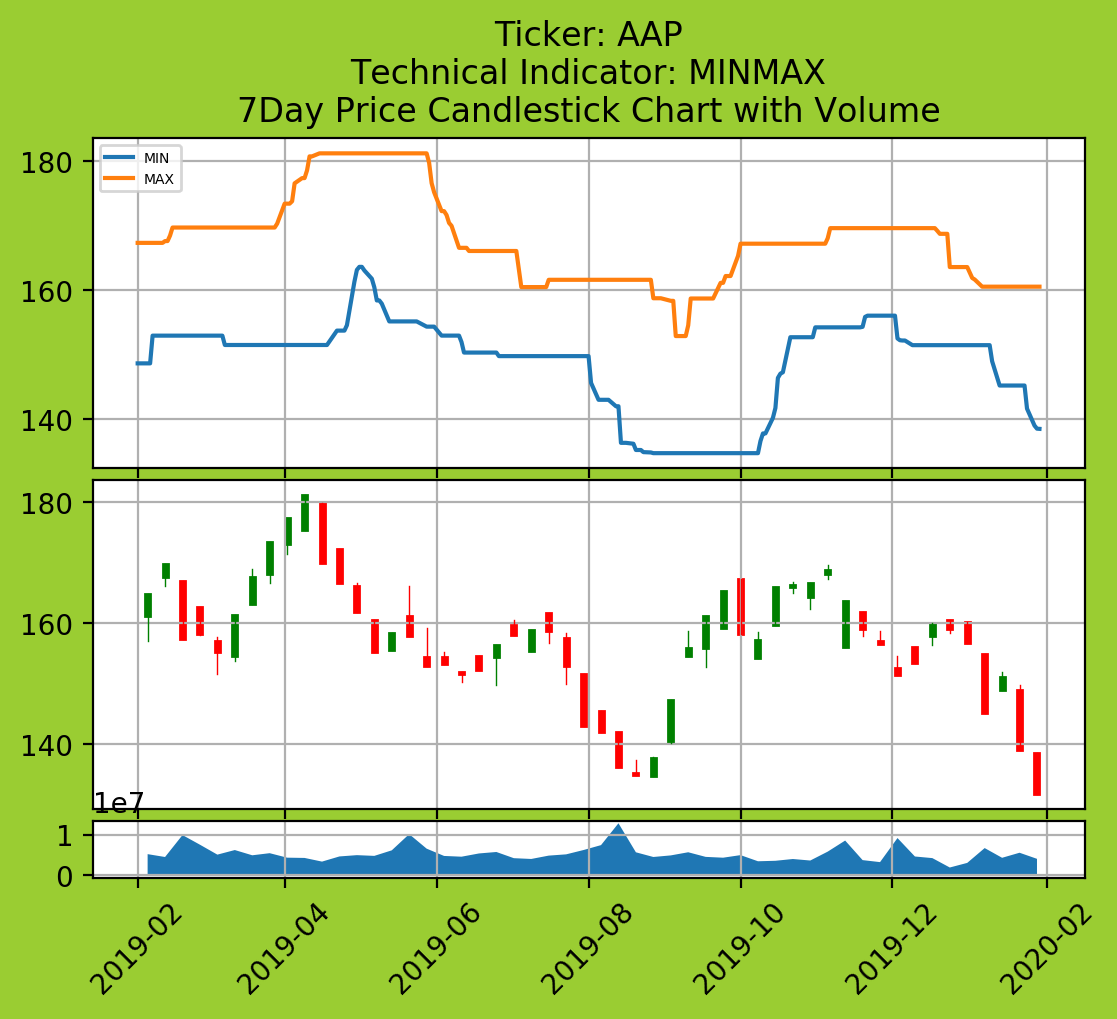 Ticker: AAP
Technical Indicator: MINMAX
7Day Price Candlestick Chart with Volume
MIN
MAX
180
160
140
180
160
140
1e7
1
0
2019-02
2019-04
2019-06
2019-08
2019-10
2019-12
2020-02